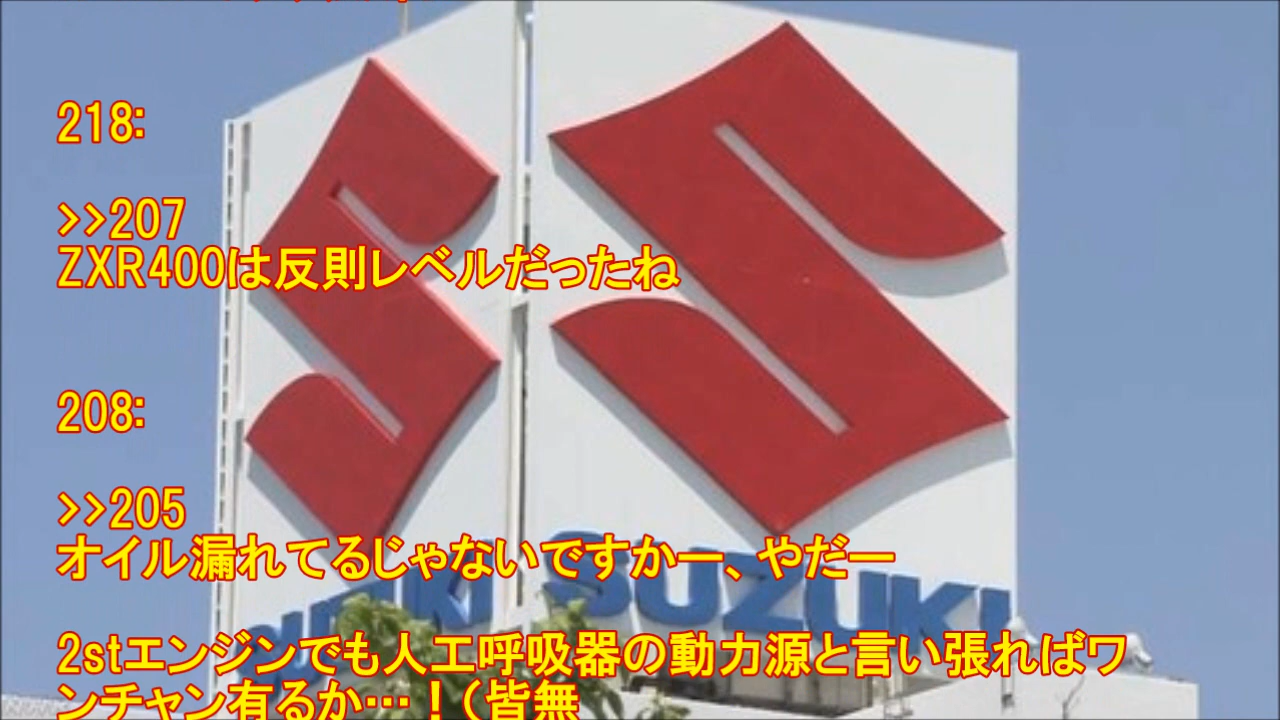 218:
>>207
ZXR400は反則レベルだったね
208:
>>205
オイル漏れてるじゃないですかー、やだー
SUZUKI
2stエンジンでも人工呼吸器の動力源と言い張ればワ
ンチャン有るか…！（皆無